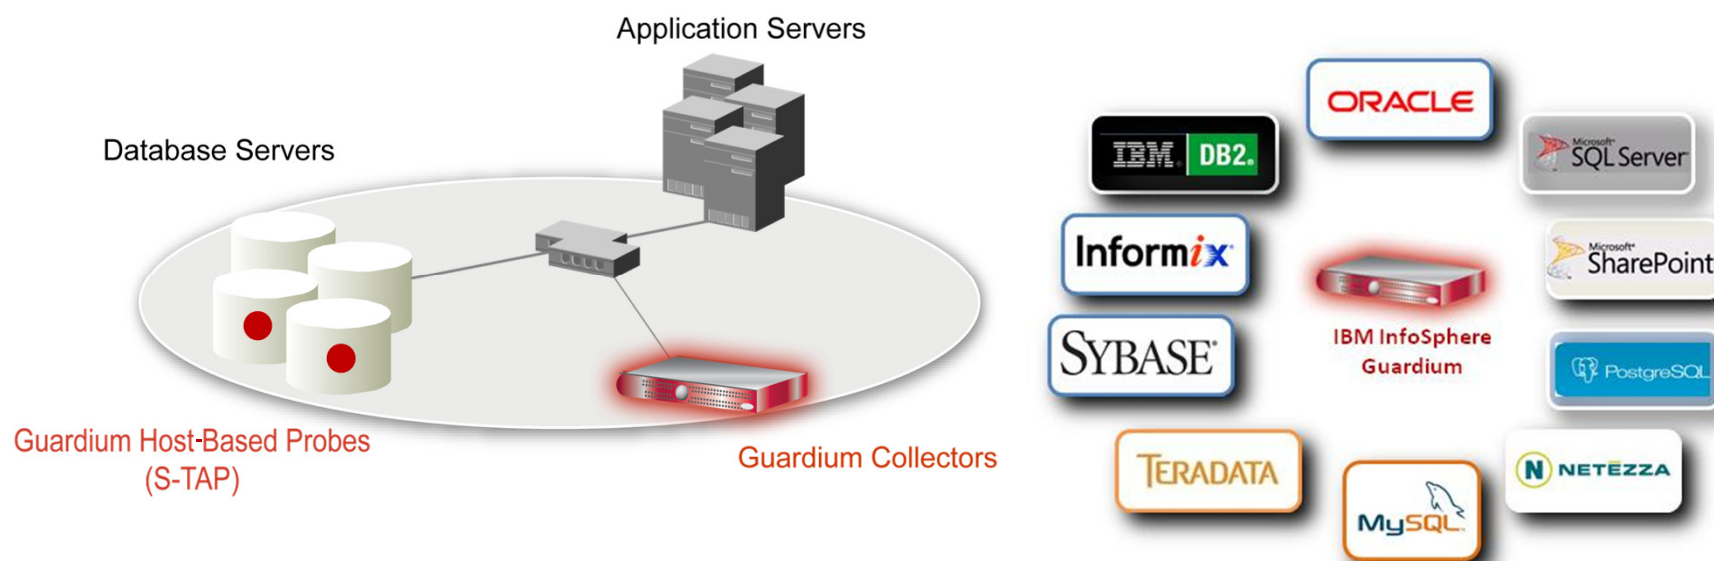 Application Servers
Database Servers
Guardium Host-Based Probes
(S-TAP)
Guardium Collectors
ORACLE
IBM. DB2.
Microsoft
SQL Server
Informix
Microsoft
SharePoint
SYBASE
IBM InfoSphere
Guardium
PostgreSQL
TERADATA
N NETEZZA
MySQL